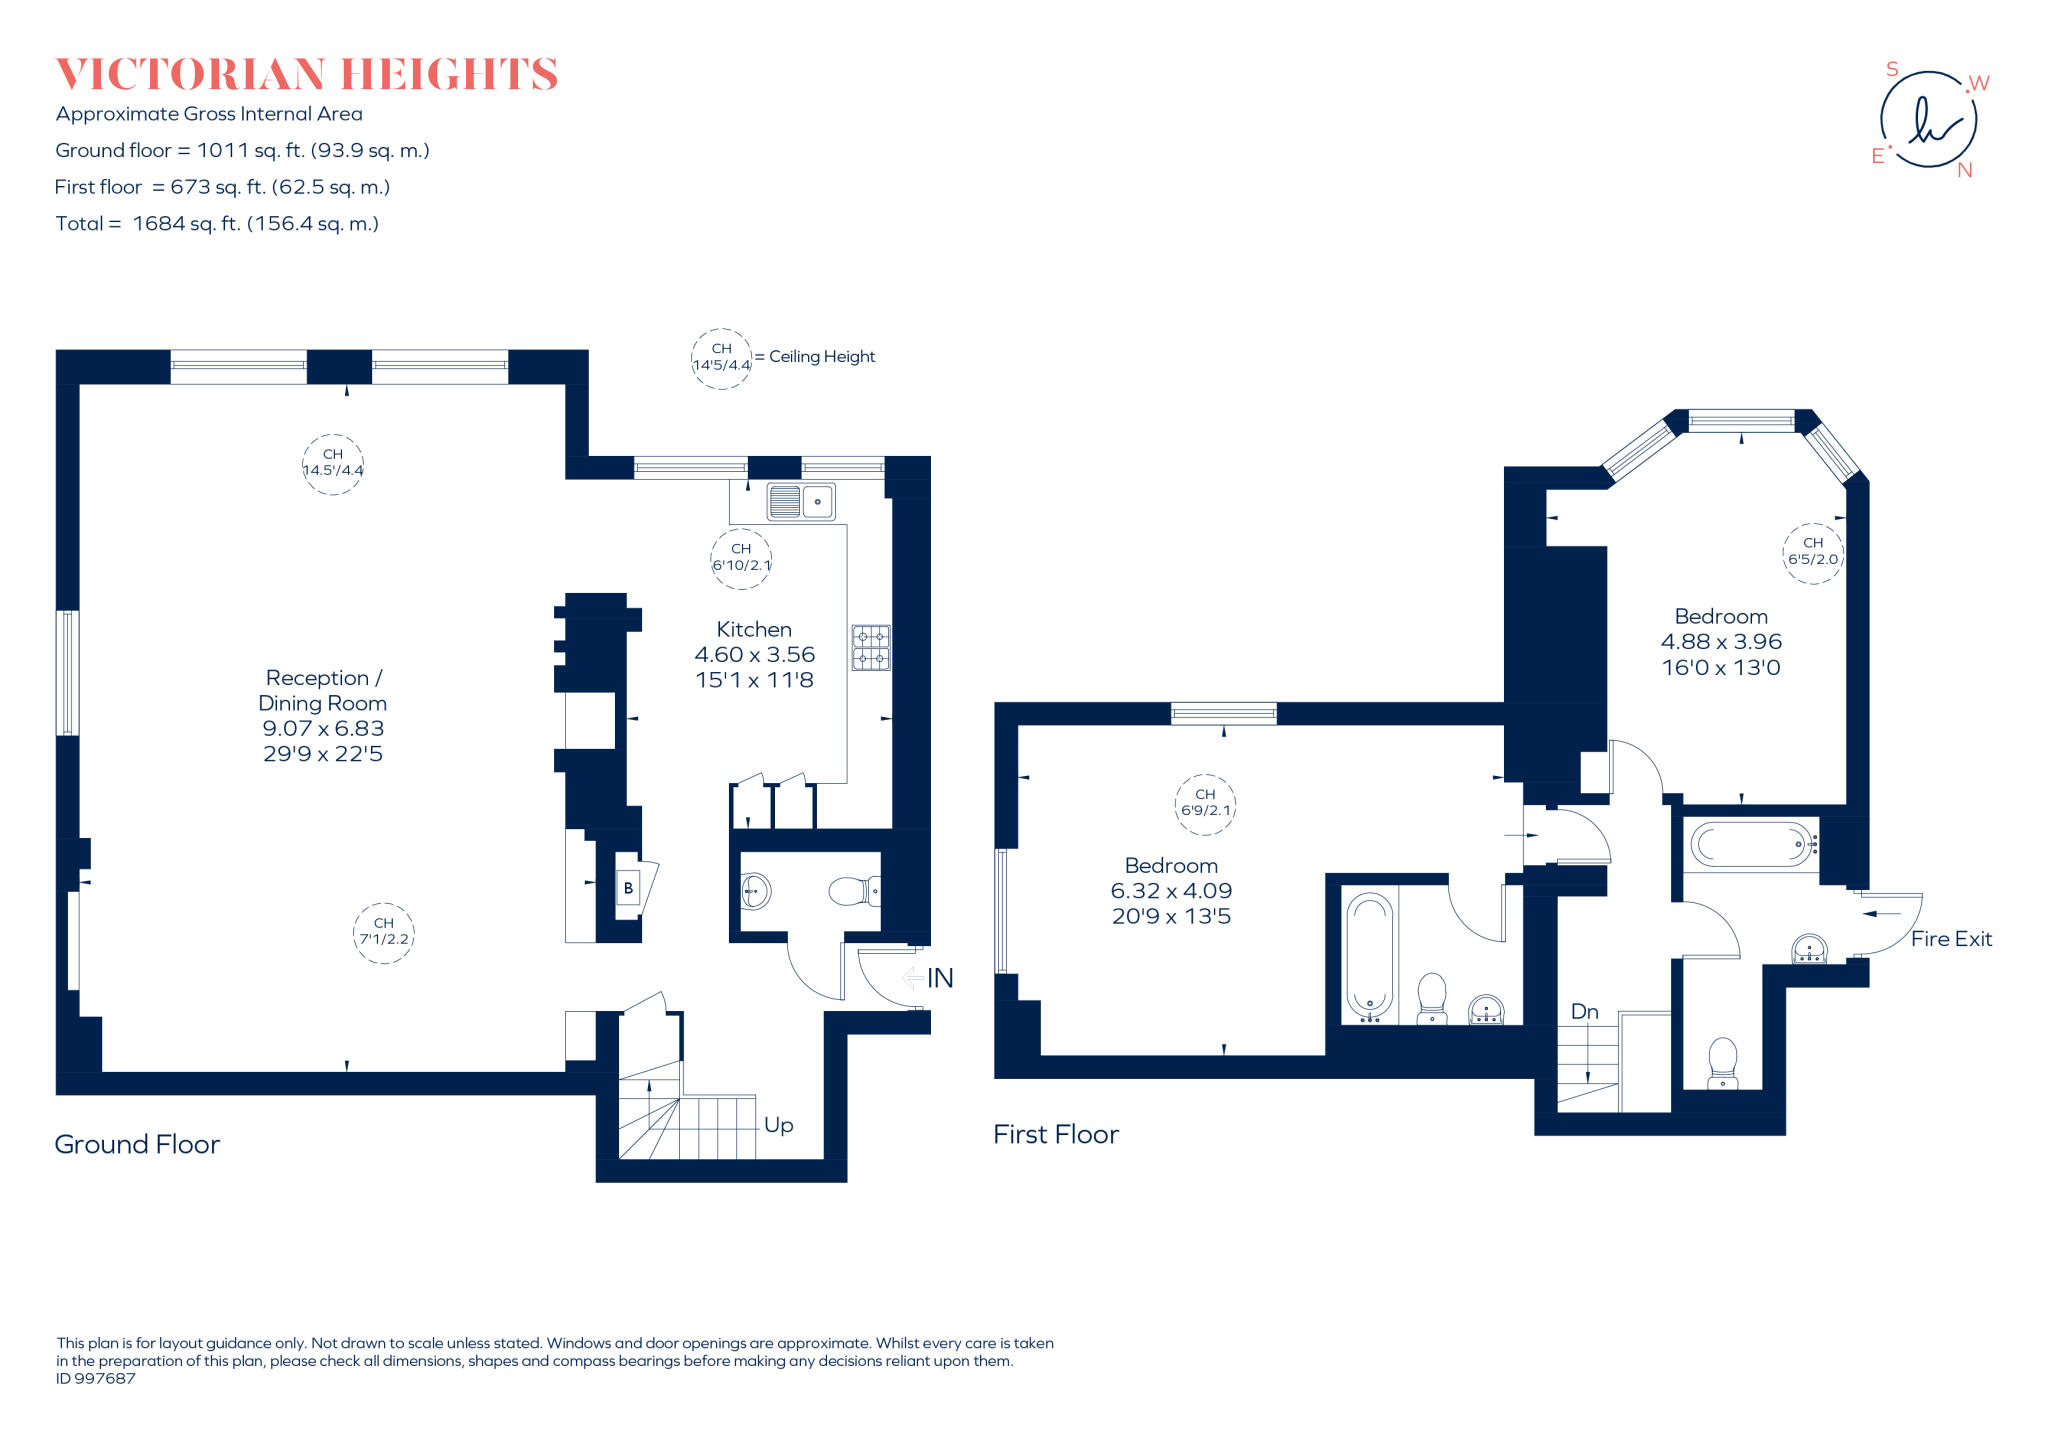 VICTORIAN HEIGHTS
Approximate Gross Internal Area
Ground floor = 1011 sq. ft. (93.9 sq. m.)
First floor = 673 sq. ft. (62.5 sq. m.)
Total = 1684 sq. ft. (156.4 sq. m.)
S
W
E
N
CH
14'5/4.4
= Ceiling Height
CH
14.5'/4.4
CH
6'10/2.1
Kitchen
4.60 x 3.56
15'1 x 11'8
Reception /
Dining Room
9.07 x 6.83
29'9 x 22'5
B
CH
7'1/2.2
IN
Up
Ground Floor
CH
6'5/2.0
Bedroom
4.88 x 3.96
16'0 x 13'0
CH
6'9/2.1
Bedroom
6.32 x 4.09
20'9 x 13'5
Fire Exit
Dn
First Floor
This plan is for layout guidance only. Not drawn to scale unless stated. Windows and door openings are approximate. Whilst every care is taken
in the preparation of this plan, please check all dimensions, shapes and compass bearings before making any decisions reliant upon them.
ID 997687